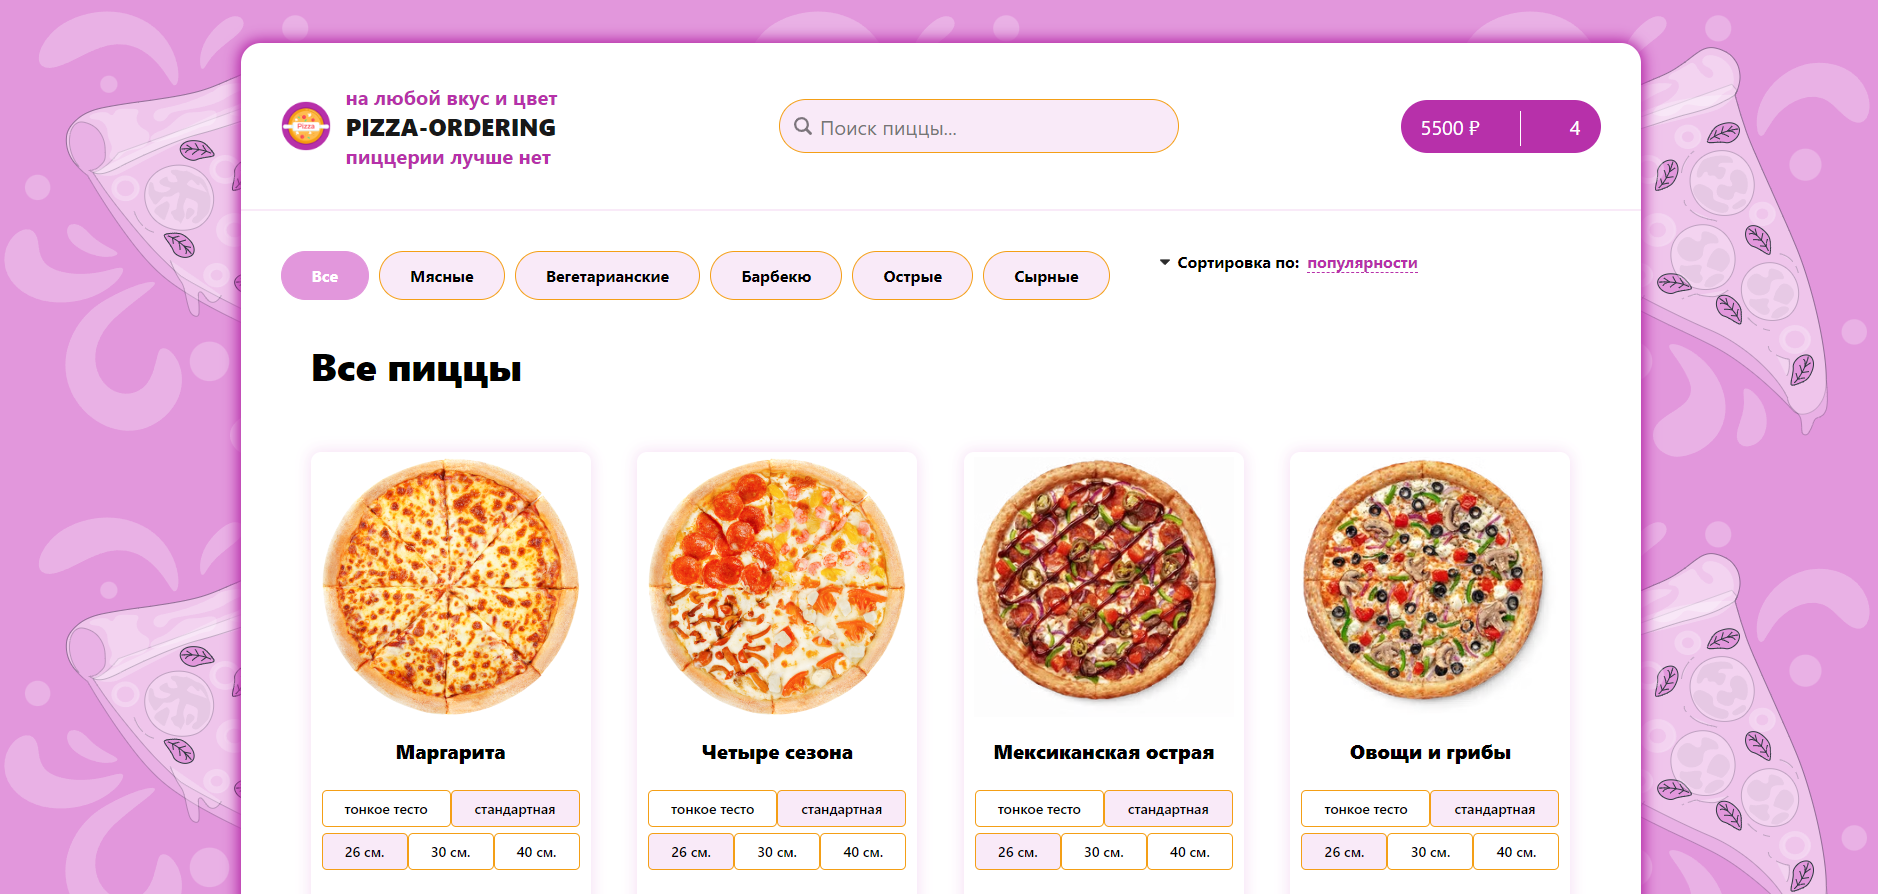 на любой вкус и цвет
PIZZA-ORDERING
пиццерии лучше нет
Pizza
Поиск пиццы...
5500 ₽ 4
Все Мясные Вегетарианские Барбекю Острые Сырные
Сортировка по: популярности
Все пиццы
Маргарита Четыре сезона Мексиканская острая Овощи и грибы
тонкое тесто стандартная тонкое тесто стандартная тонкое тесто стандартная тонкое тесто стандартная
26 см. 30 см. 40 см. 26 см. 30 см. 40 см. 26 см. 30 см. 40 см. 26 см. 30 см. 40 см.